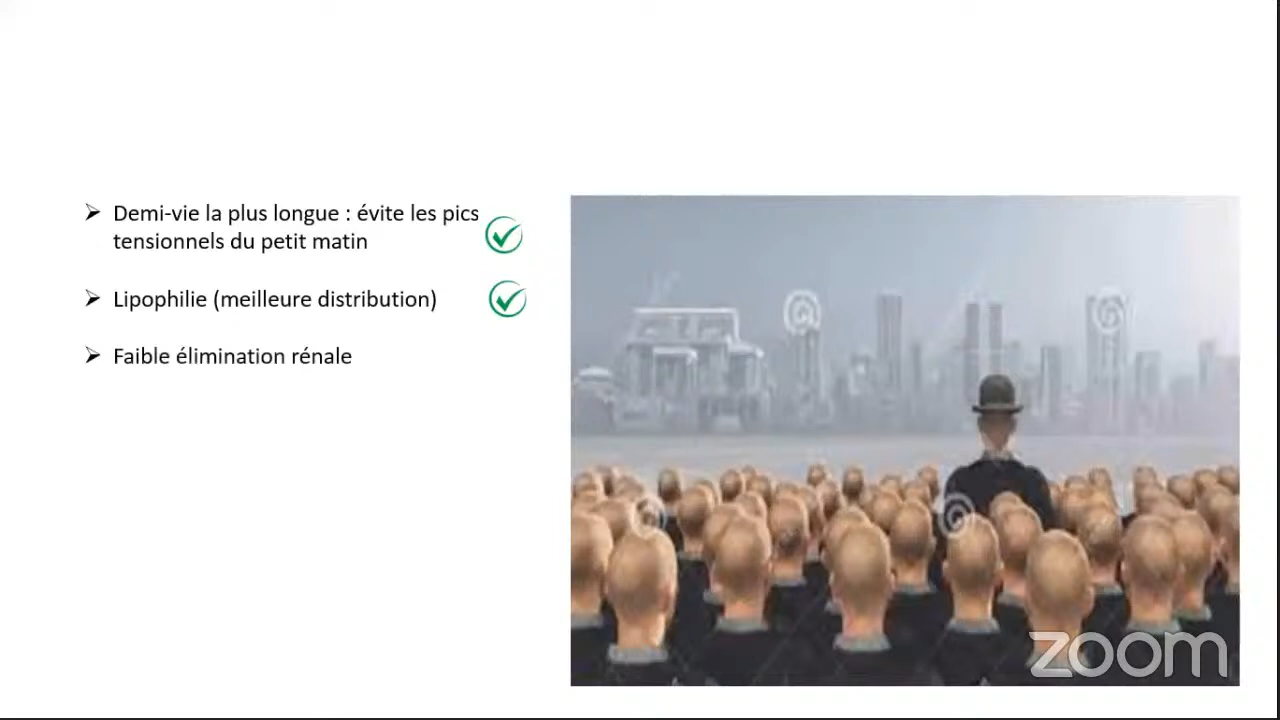 ➢ Demi-vie la plus longue : évite les pics
tensionnels du petit matin
➢ Lipophilie (meilleure distribution)
➢ Faible élimination rénale
zoom